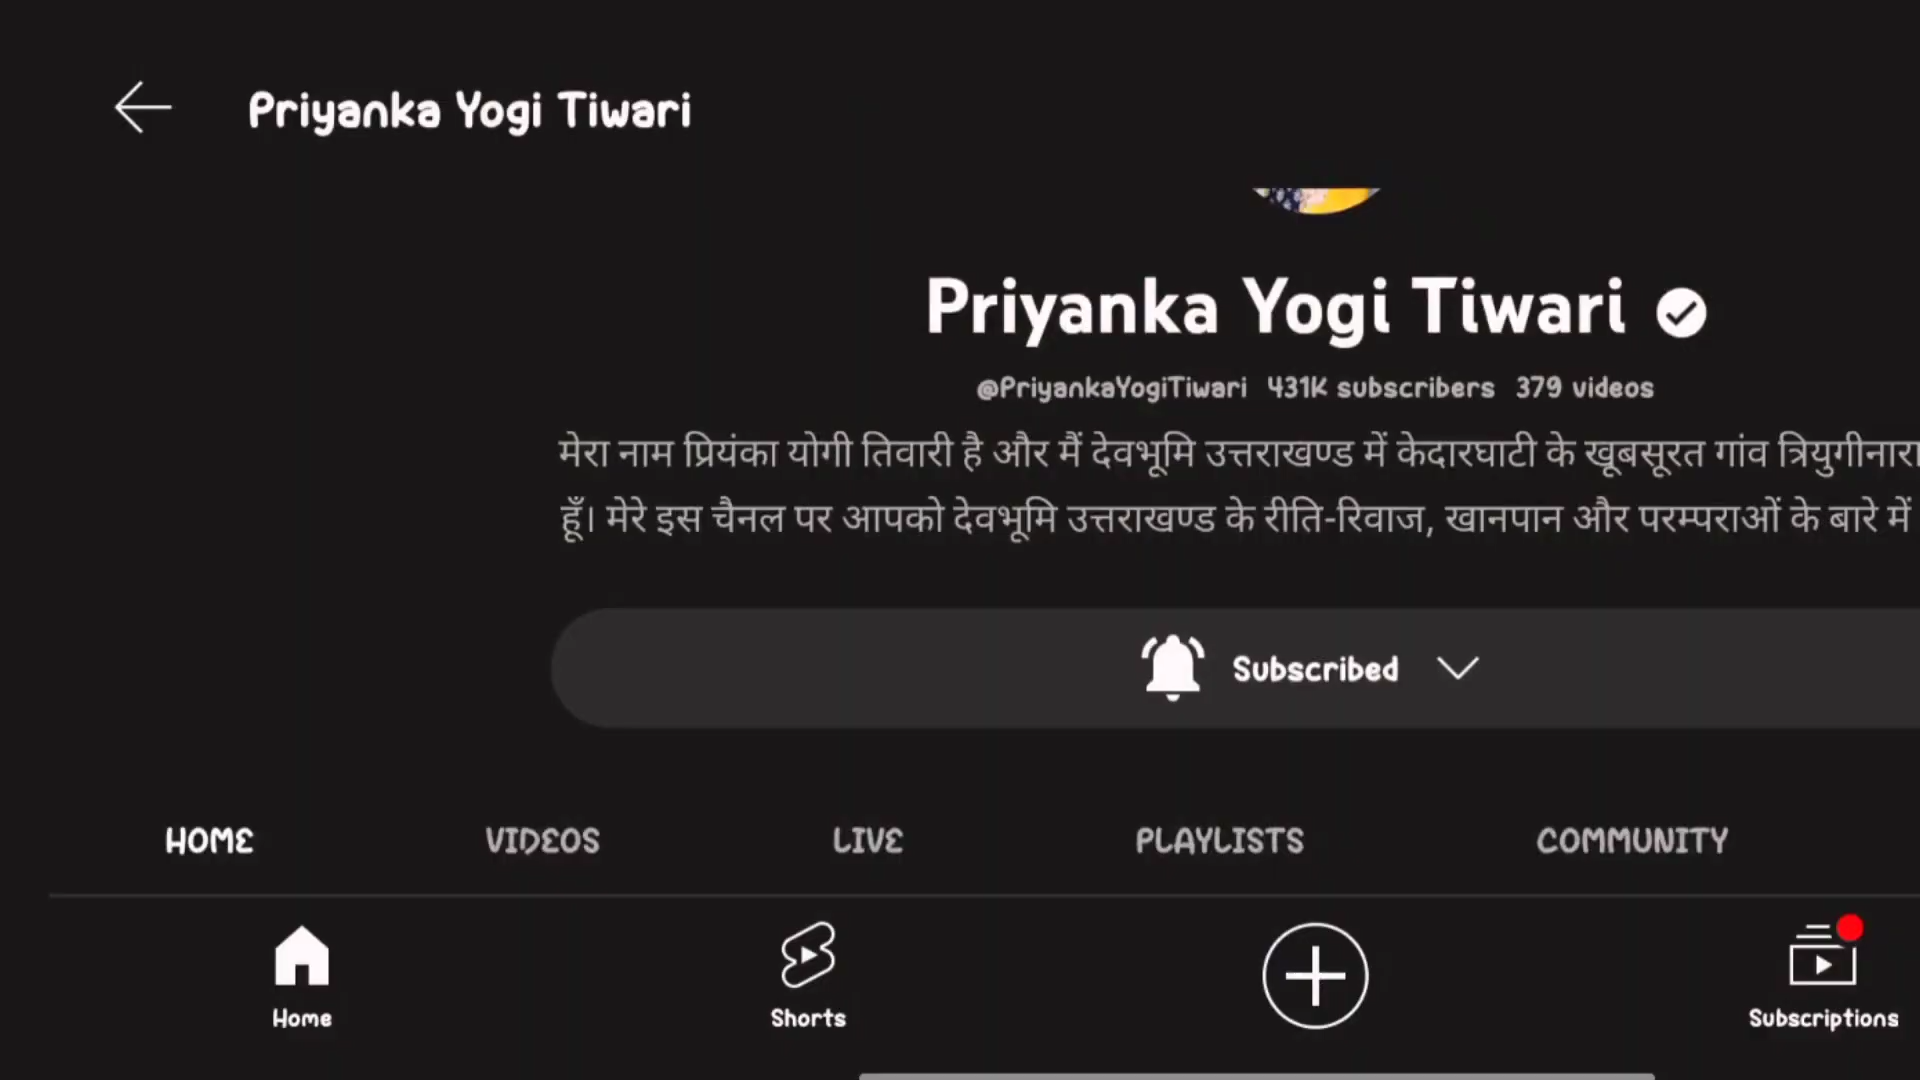 Priyanka Yogi Tiwari
Priyanka Yogi Tiwari
@PriyankaYogiTiwari 431K subscribers 379 videos
मेरा नाम प्रियंका योगी तिवारी है और मैं देवभूमि उत्तराखण्ड में केदारघाटी के खूबसूरत गांव
हूँ। मेरे इस चैनल पर आपको देवभूमि उत्तराखण्ड के रीति-रिवाज, खानपान और परम्पराओं के बारे में
Subscribed
HOME VIDEOS LIVE PLAYLISTS COMMUNITY
Home Shorts Subscriptions